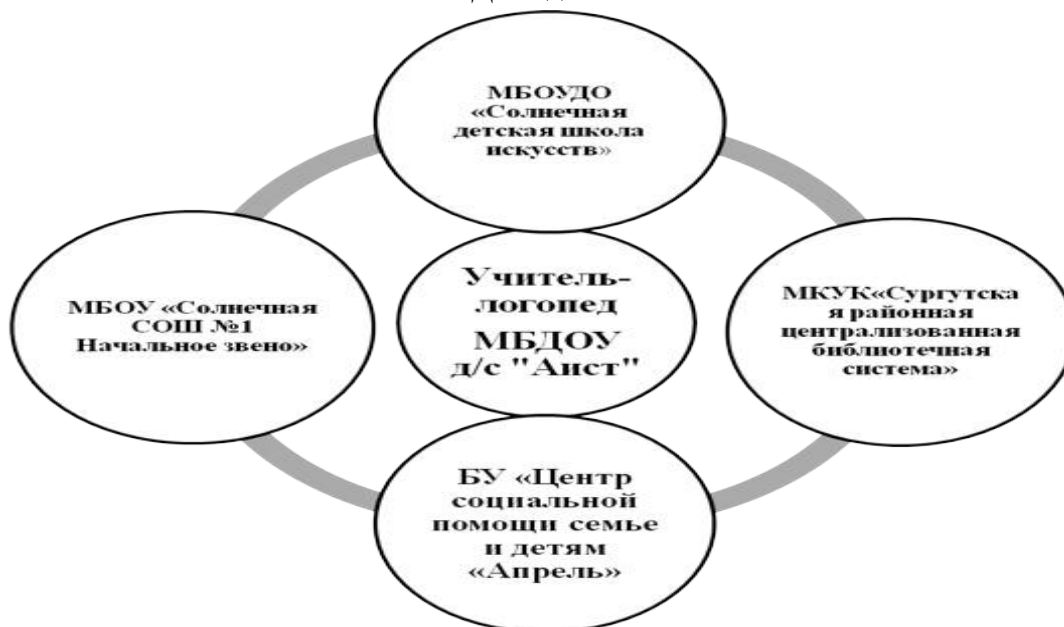 МБОУДО
«Солнечная
детская школа
искусств»
МБОУ «Солнечная
СОШ №1
Начальное звено»
Учитель-
логопед
МБДОУ
д/с "Аист"
МКУК«Сургутска
я районная
централизованная
библиотечная
система»
БУ «Центр
социальной
помощи семье
и детям
«Апрель»